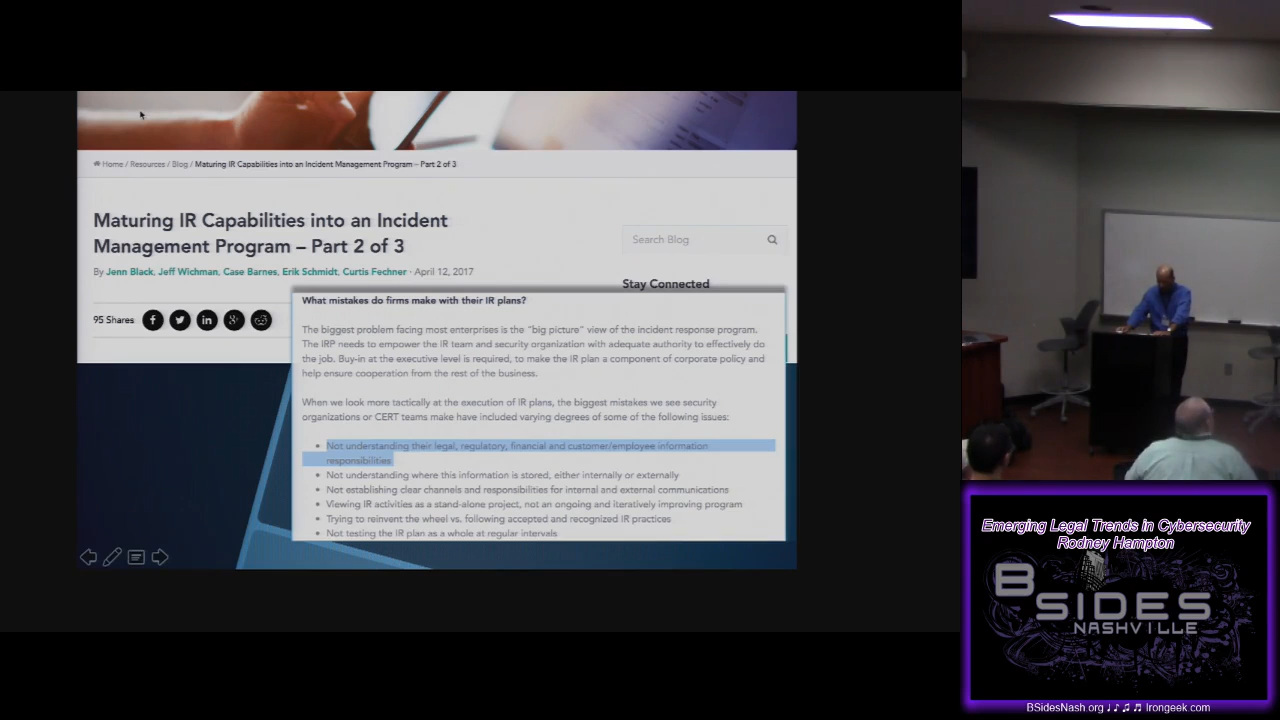 Home / Resources / Blog / Maturing IR Capabilities into an Incident Management Program – Part 2 of 3
Maturing IR Capabilities into an Incident
Management Program – Part 2 of 3
By Jenn Black, Jeff Wichman, Case Barnes, Erik Schmidt, Curtis Fechner · April 12, 2017
95 Shares
Search Blog
Stay Connected
What mistakes do firms make with their IR plans?
The biggest problem facing most enterprises is the "big picture" view of the incident response program.
The IRP needs to empower the IR team and security organization with adequate authority to effectively do
the job. Buy-in at the executive level is required, to make the IR plan a component of corporate policy and
help ensure cooperation from the rest of the business.
When we look more tactically at the execution of IR plans, the biggest mistakes we see security
organizations or CERT teams make have included varying degrees of some of the following issues:
• Not understanding their legal, regulatory, financial and customer/employee information
responsibilities
• Not understanding where this information is stored, either internally or externally
• Not establishing clear channels and responsibilities for internal and external communications
• Viewing IR activities as a stand-alone project, not an ongoing and iteratively improving program
• Trying to reinvent the wheel vs. following accepted and recognized IR practices
• Not testing the IR plan as a whole at regular intervals
Emerging Legal Trends in Cybersecurity
Rodney Hampton
BSIDES
NASHVILLE
BSidesNash.org ♩ ♪ ♫ ♬ Irongeek.com